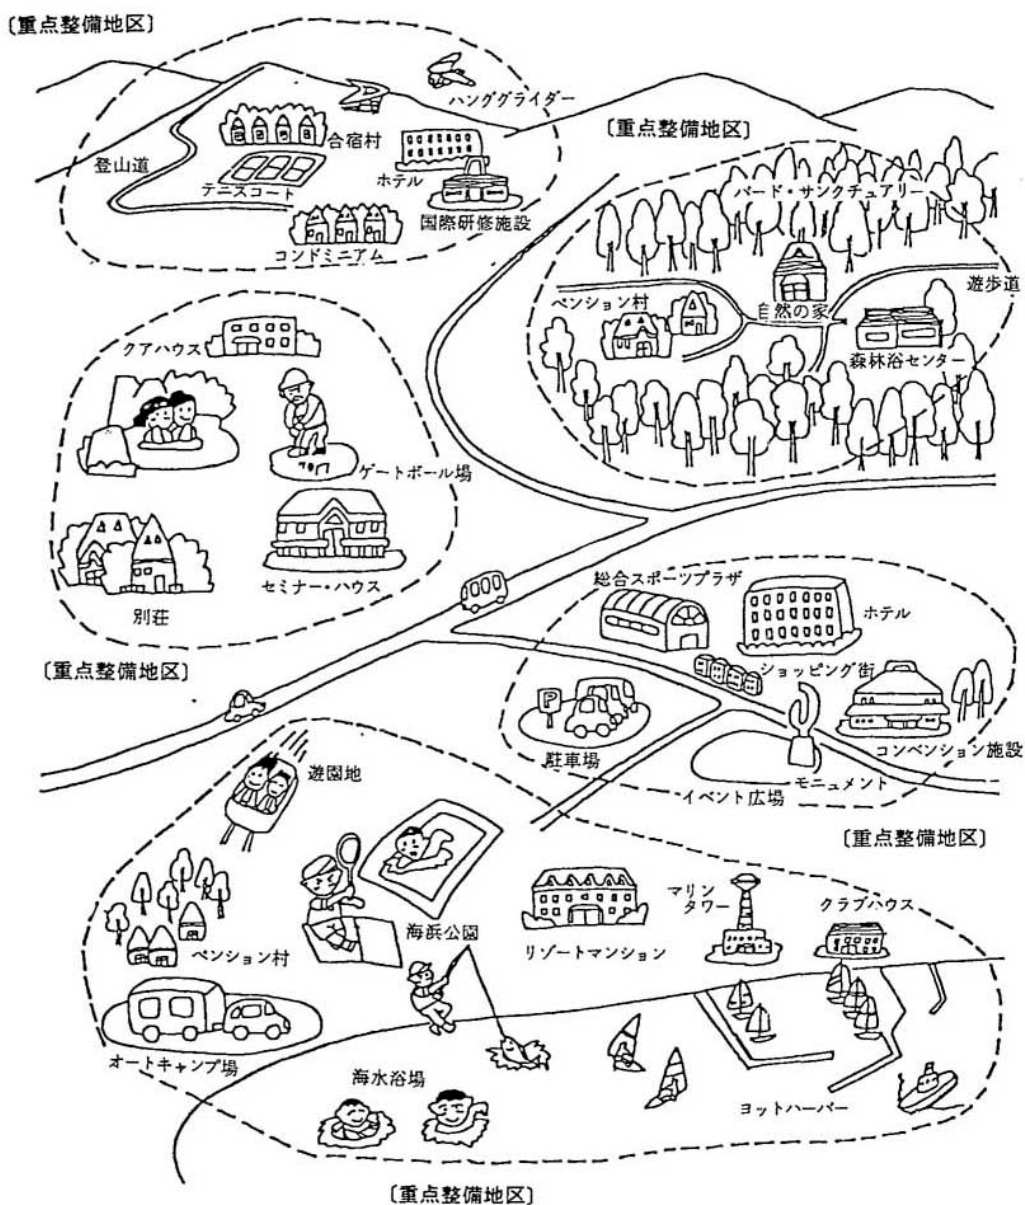 〔重点整備地区〕
ハンググライダー
合宿村
登山道
テニスコート
ホテル
国際研修施設
コンドミニアム
〔重点整備地区〕
バード・サンクチュアリー
遊歩道
ペンション村
自然の家
森林浴センター
クアハウス
ゲートボール場
セミナー・ハウス
別荘
〔重点整備地区〕
総合スポーツプラザ
ホテル
ショッピング街
P
駐車場
コンベンション施設
モニュメント
イベント広場
〔重点整備地区〕
遊園地
海浜公園
ペンション村
リゾートマンション
マリン
タワー
クラブハウス
オートキャンプ場
海水浴場
ヨットハーバー
〔重点整備地区〕